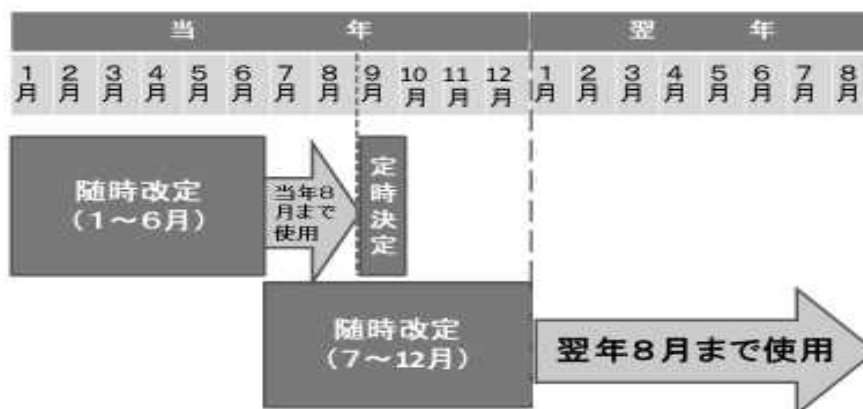 当年 翌年
1月 2月 3月 4月 5月 6月 7月 8月 9月 10月 11月 12月 1月 2月 3月 4月 5月 6月 7月 8月
随時改定
(1～6月)
当年8
月まで
使用
定時決定
随時改定
(7～12月)
翌年8月まで使用